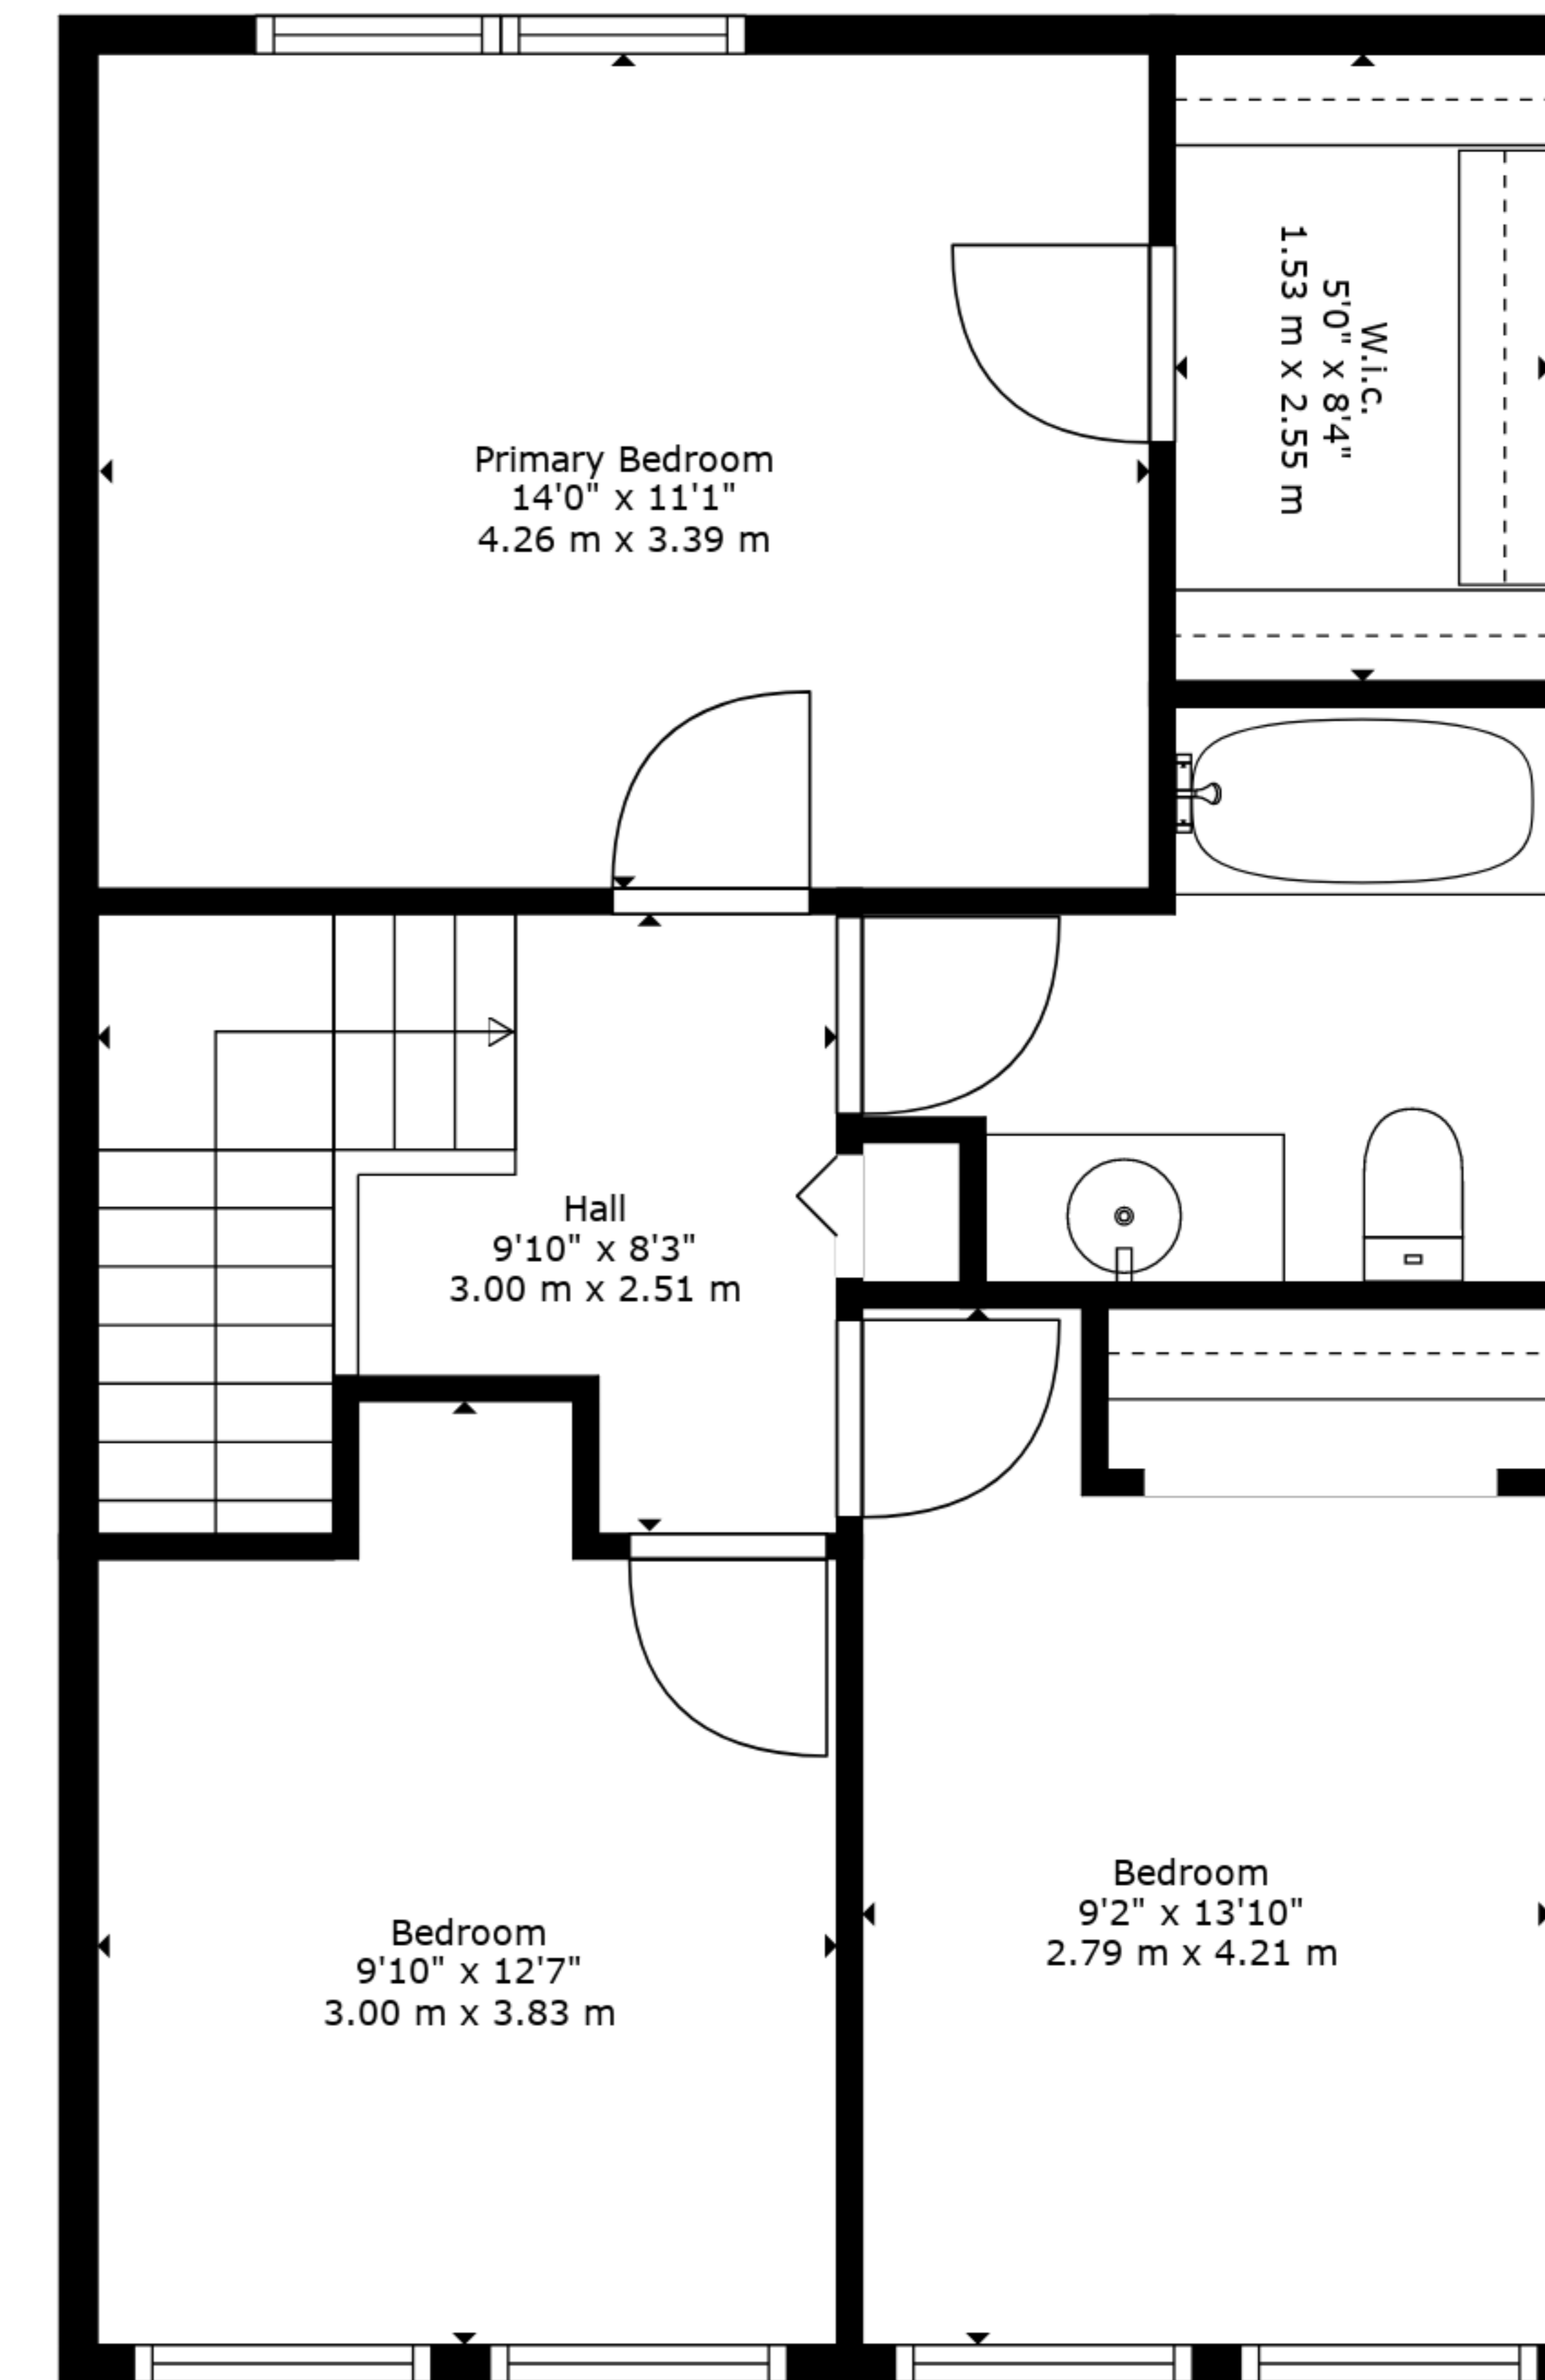 Primary Bedroom
14'0" x 11'1"
4.26 m x 3.39 m
W.i.c.
5'0" x 8'4"
1.53 m x 2.55 m
Hall
9'10" x 8'3"
3.00 m x 2.51 m
Bedroom
9'10" x 12'7"
3.00 m x 3.83 m
Bedroom
9'2" x 13'10"
2.79 m x 4.21 m